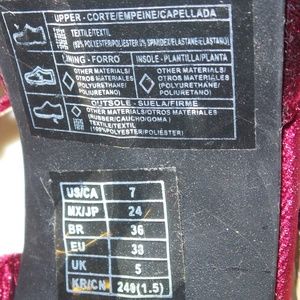 UPPER - CORTE/EMPEINE/CAPELLADA
TEXTILE/TEXTIL
POLYESTER/POLIÉSTER SPANDEX/ELASTANE/ELASTANO)
LINING - FORRO
INSOLE - PLANTILLA/PLANTA
OTHER MATERIALS/
OTROS MATERIALES
(POLYURETHANE/
POLIURETANO)
OTHER MATERIALS/
OTROS MATERIALES
(POLYURETHANE/
POLIURETANO)
OUTSOLE - SUELA/FIRME
OTHER MATERIALS/OTROS MATERIALES
(RUBBER/CAUCHO/GOMA)
TEXTILE/TEXTIL
(100%POLYESTER/POLIÉSTER)
US/CA 7
MX/JP 24
BR 36
EU 38
UK 5
KR/CN (1.5)